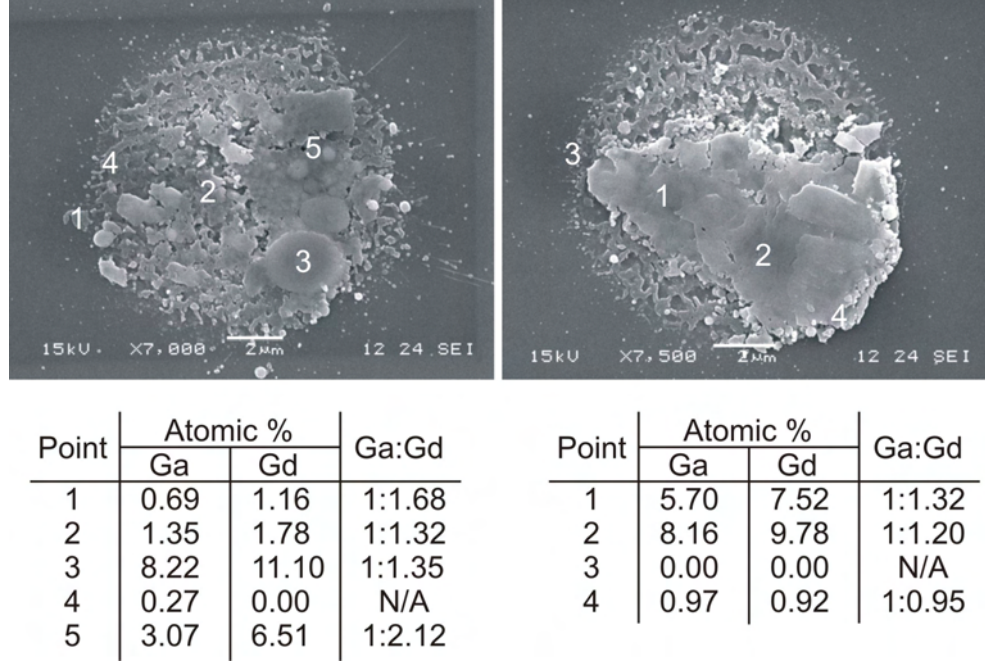 4
1
2
5
3
15kV X7,000 2µm 12 24 SEI
3
1
2
4
15kV X7,500 2µm 12 24 SEI
Point Atomic % Ga:Gd
Ga Gd
1 0.69 1.16 1:1.68
2 1.35 1.78 1:1.32
3 8.22 11.10 1:1.35
4 0.27 0.00 N/A
5 3.07 6.51 1:2.12
Point Atomic % Ga:Gd
Ga Gd
1 5.70 7.52 1:1.32
2 8.16 9.78 1:1.20
3 0.00 0.00 N/A
4 0.97 0.92 1:0.95